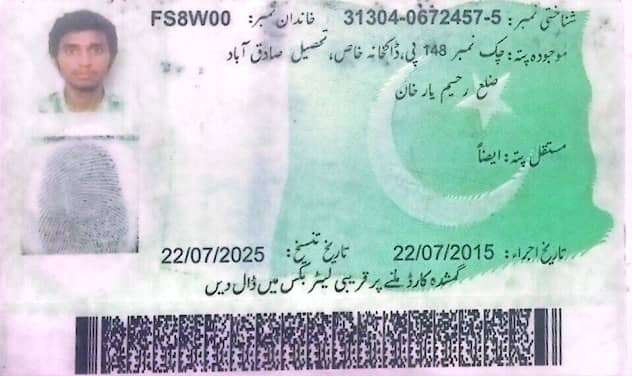 شناختی نمبر: 31304-0672457-5 خاندان نمبر: FS8W00
موجودہ پتہ: چک نمبر 148 پی، ڈاکخانہ خاص، تحصیل صادق آباد
ضلع رحیم یار خان
مستقل پتہ: ایضاً
تاریخ اجراء: 22/07/2015 تاریخ تنسیخ: 22/07/2025
گمشدہ کارڈ ملنے پر قریبی لیٹر بکس میں ڈال دیں